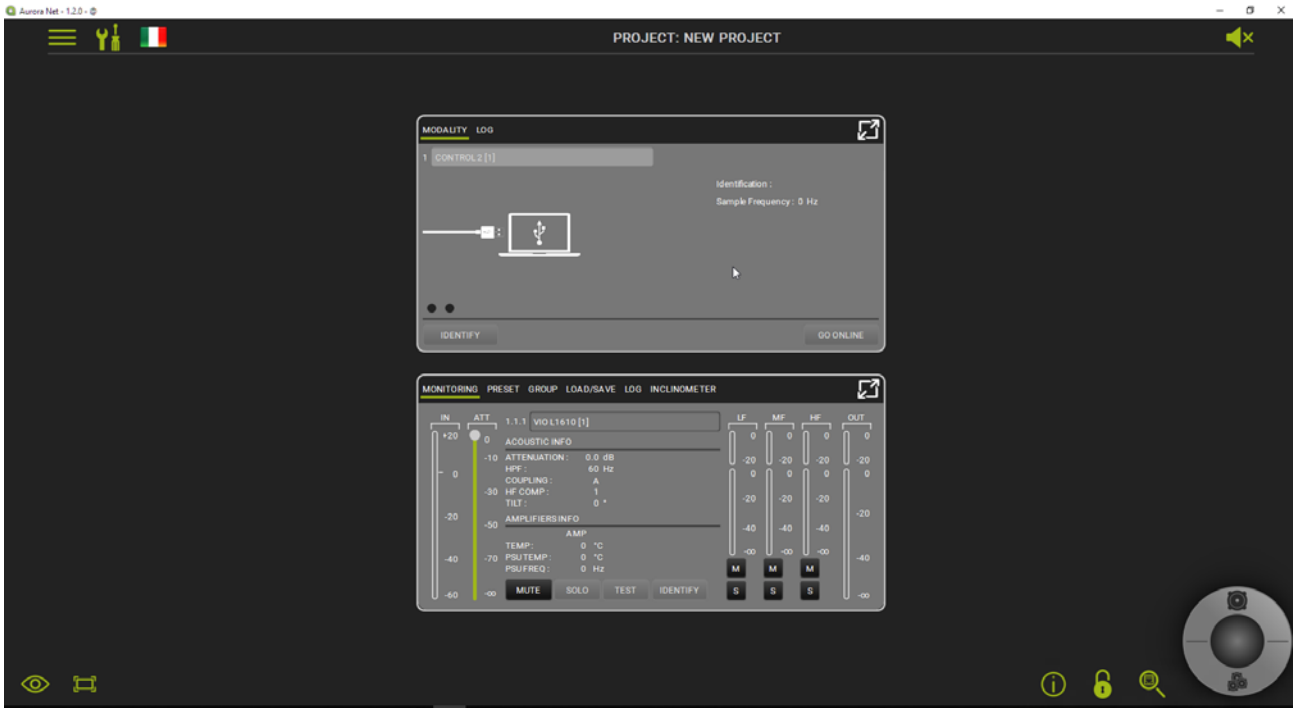 Aurora Net - 1.2.0 - @
PROJECT: NEW PROJECT
MODALITY LOG
1 CONTROL2 [1]
Identification :
Sample Frequency : 0 Hz
IDENTIFY GO ONLINE
MONITORING PRESET GROUP LOAD/SAVE LOG INCLINOMETER
IN ATT 1.1.1 VIO L1610 [1] LF MF HF OUT
+20 0 ACOUSTIC INFO 0 0 0 0
-10 ATTENUATION : 0.0 dB -20 -20 -20 -20
HPF : 60 Hz
0 COUPLING : A 0 0 0 0
-30 HF COMP : 1
TILT : 0 ° -20 -20 -20
-20 AMPLIFIERS INFO -20
-50 AMP -40 -40 -40
TEMP : 0 °C
-40 -70 PSU TEMP : 0 °C -∞ -∞ -∞ -40
PSU FREQ : 0 Hz
M M M
-60 -∞ MUTE SOLO TEST IDENTIFY S S S -∞